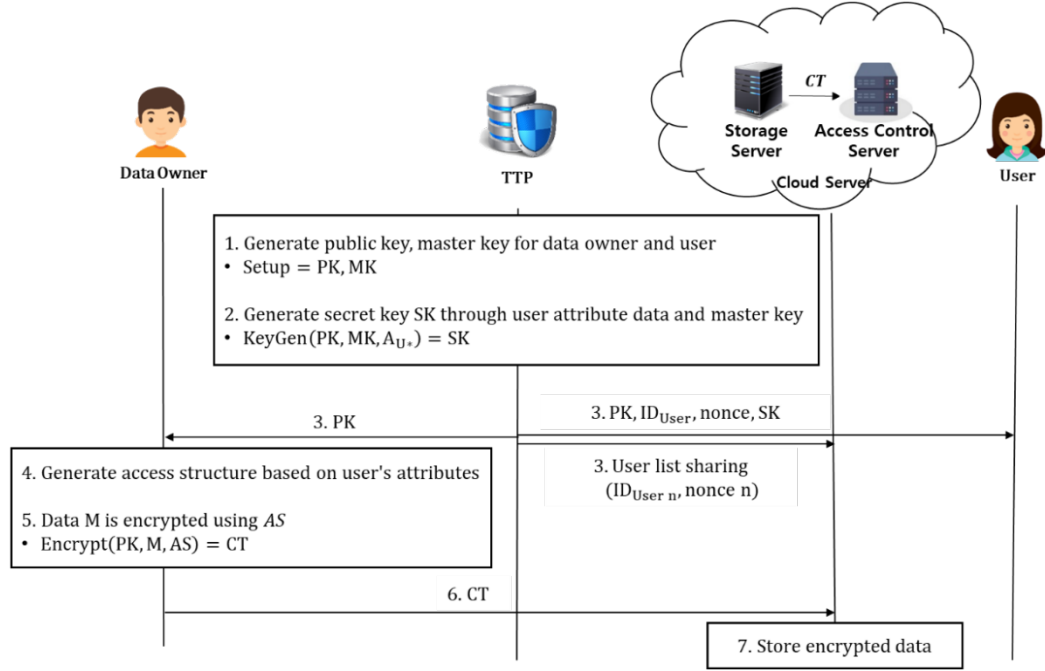 CT
Storage
Server
Access Control
Server
Cloud Server
Data Owner
TTP
User
1. Generate public key, master key for data owner and user
• Setup = PK, MK
2. Generate secret key SK through user attribute data and master key
• KeyGen(PK, MK, A_U*) = SK
3. PK
3. PK, ID_User, nonce, SK
3. User list sharing
(ID_User n, nonce n)
4. Generate access structure based on user's attributes
5. Data M is encrypted using AS
• Encrypt(PK, M, AS) = CT
6. CT
7. Store encrypted data